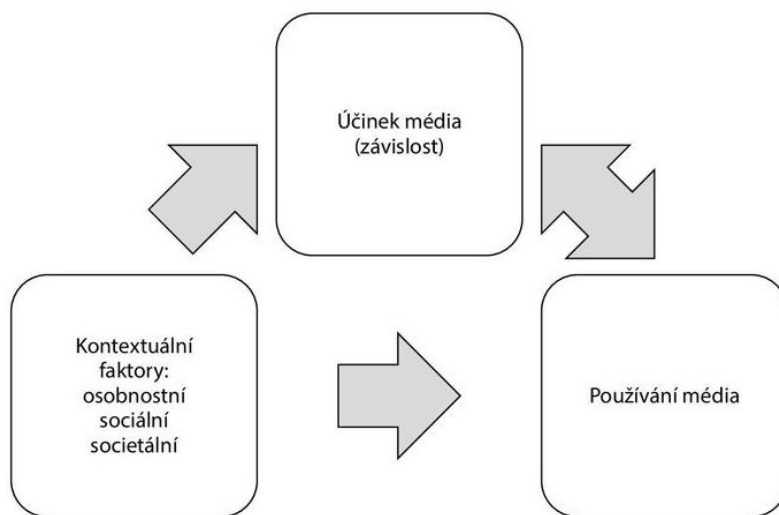 Účinek média
(závislost)
Kontextuální
faktory:
osobnostní
sociální
societální
Používání média